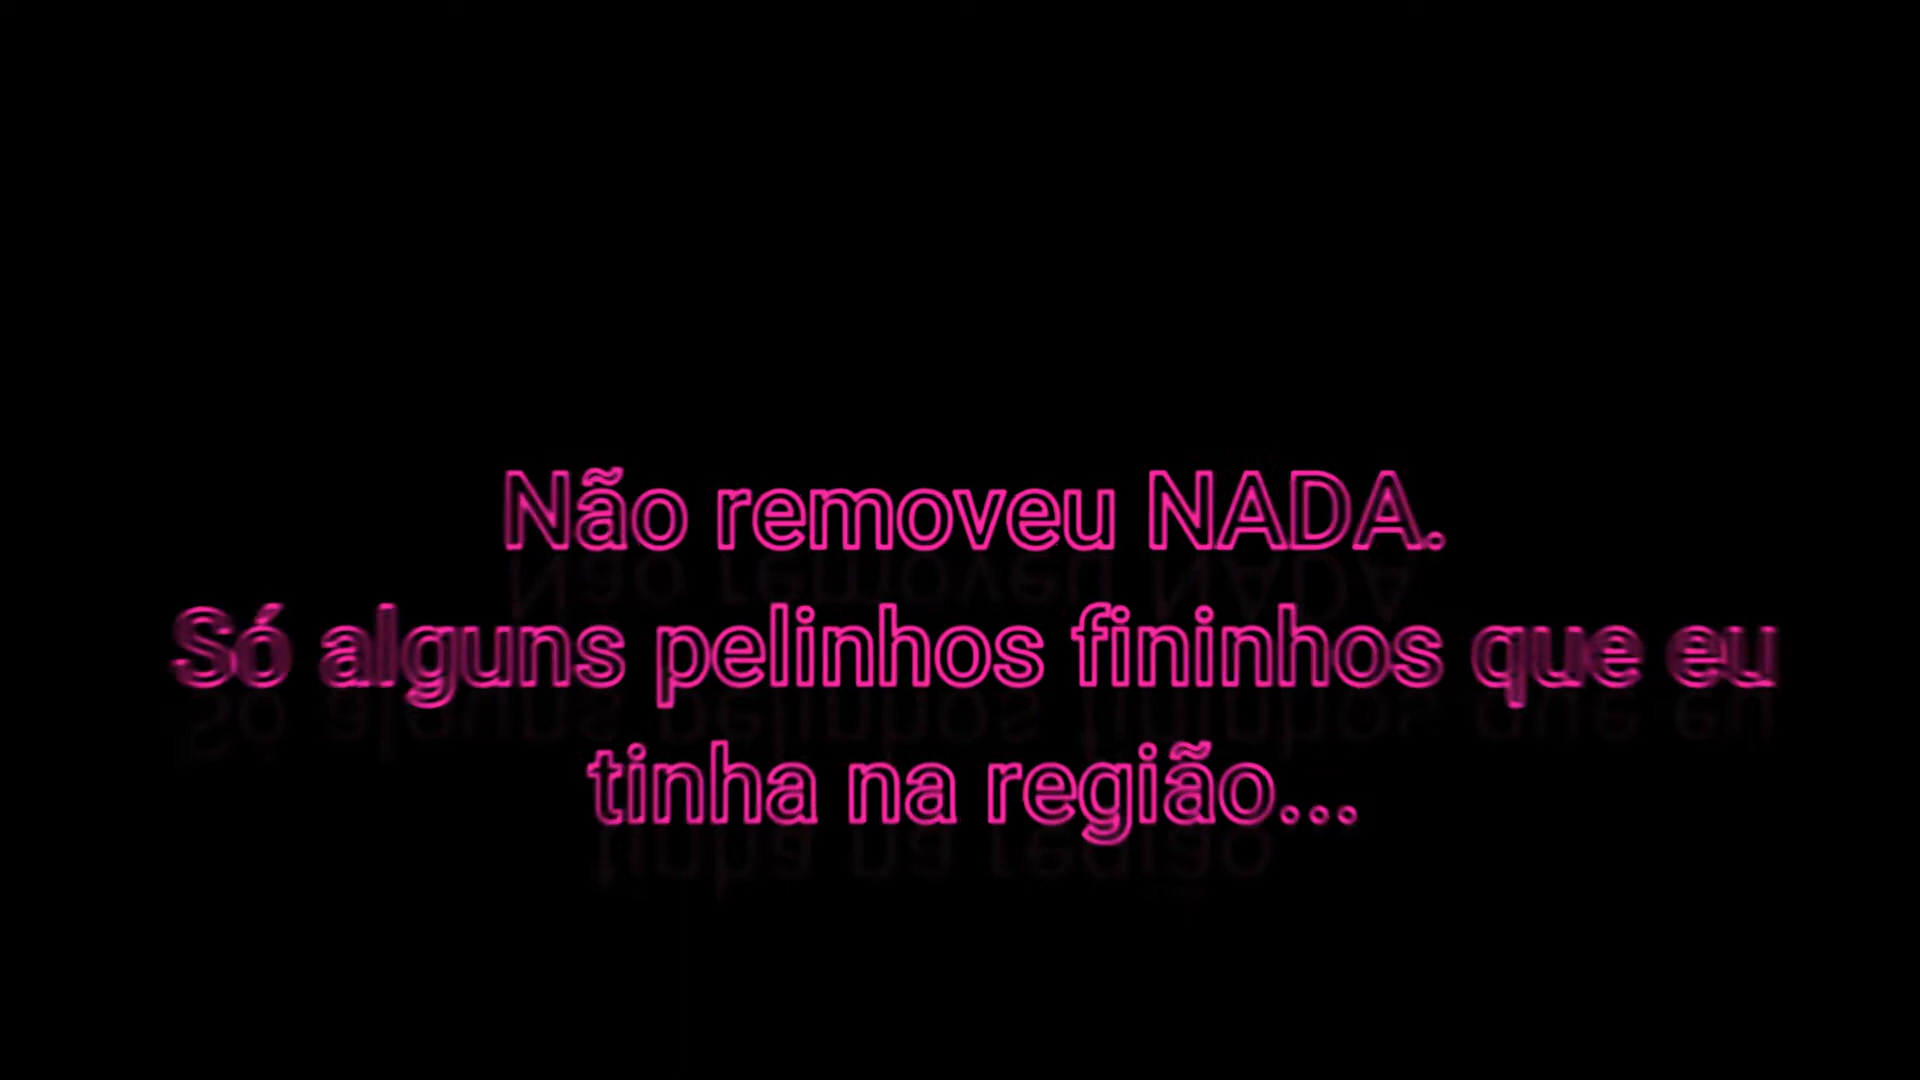 Não removeu NADA.
Só alguns pelinhos fininhos que eu
tinha na região...